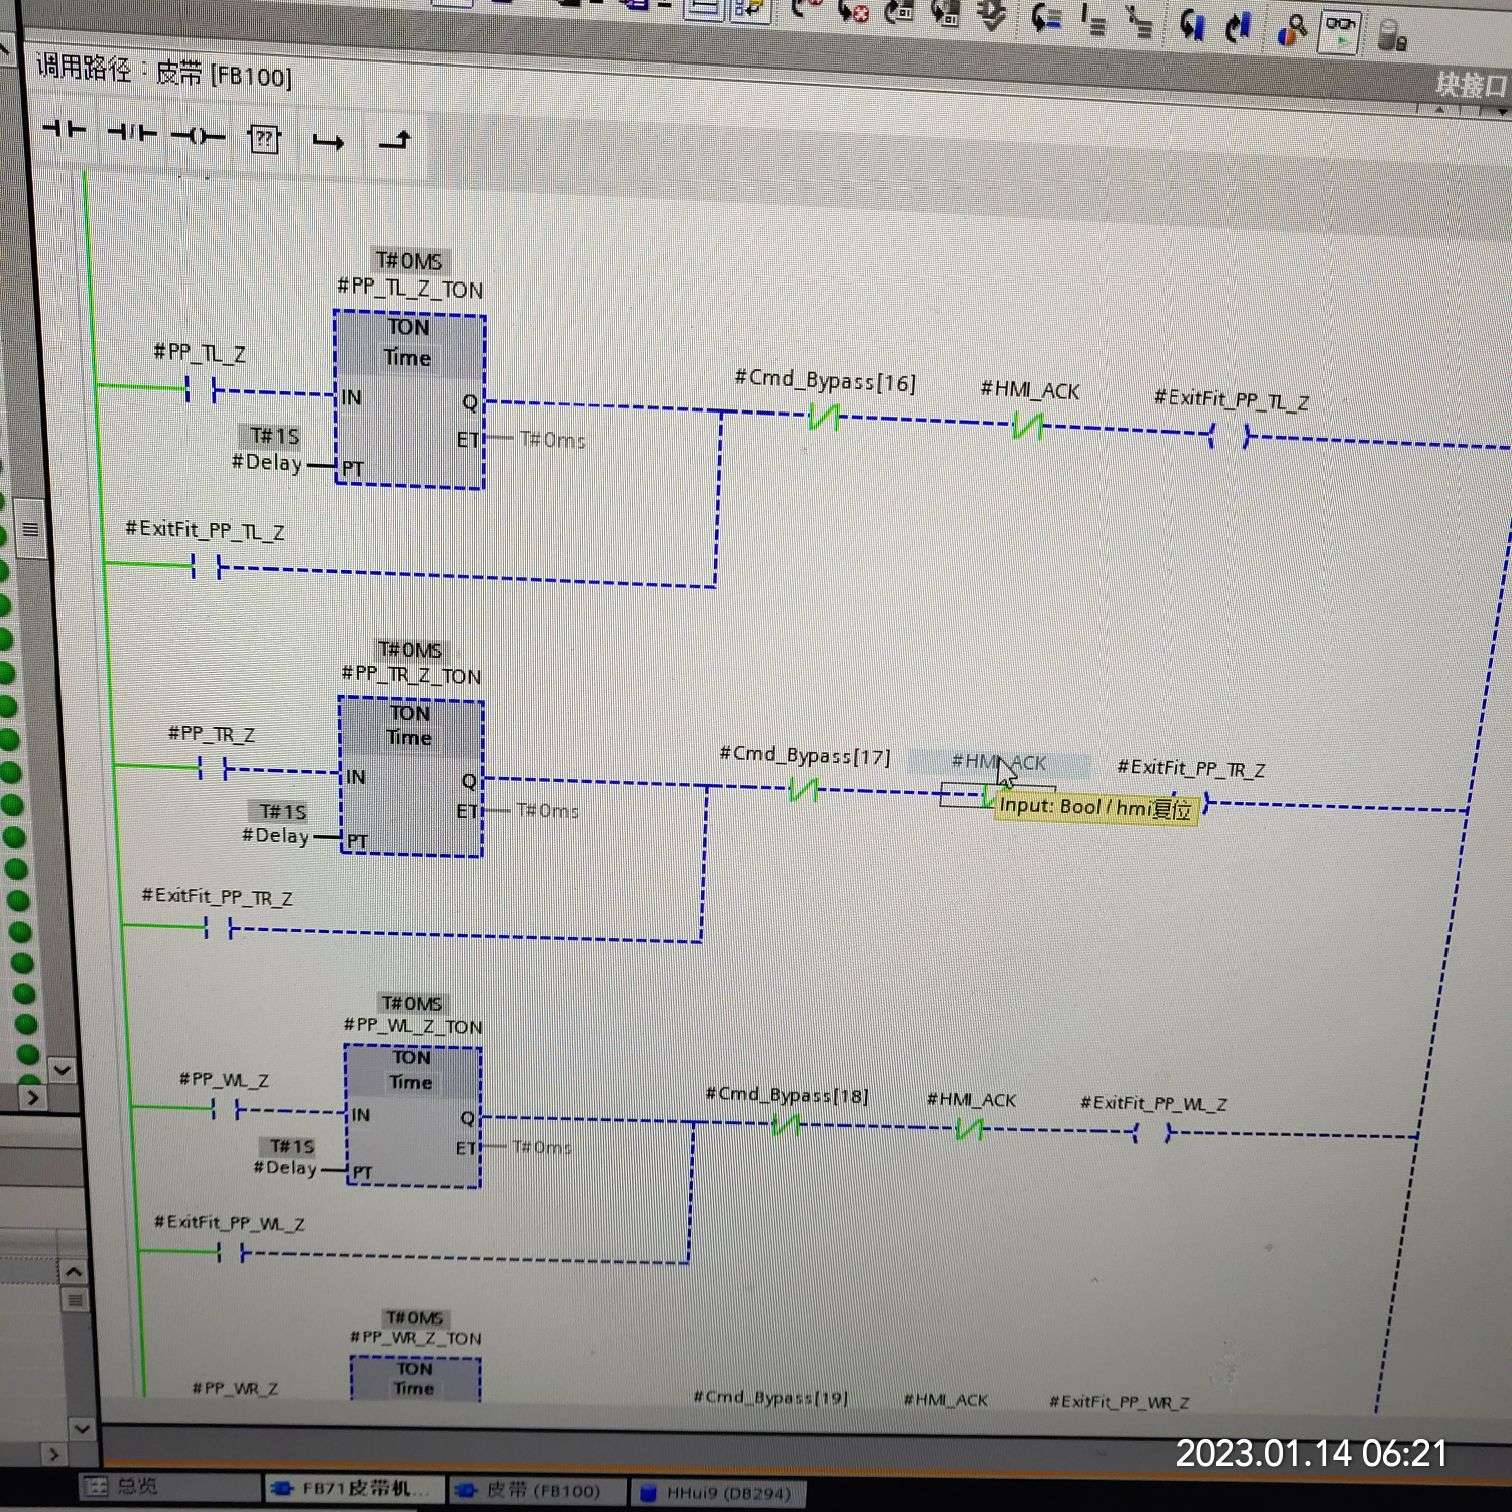 调用路径：皮带 [FB100]
块接口
??
T#0MS
#PP_TL_Z_TON
TON
Time
#PP_TL_Z
IN
Q
T#1S
#Delay
PT
ET
T#0ms
#Cmd_Bypass[16]
#HMI_ACK
#ExitFit_PP_TL_Z
#ExitFit_PP_TL_Z
T#0MS
#PP_TR_Z_TON
TON
Time
#PP_TR_Z
IN
Q
T#1S
#Delay
PT
ET
T#0ms
#Cmd_Bypass[17]
#HMI_ACK
#ExitFit_PP_TR_Z
Input: Bool / hmi复位
#ExitFit_PP_TR_Z
T#0MS
#PP_WL_Z_TON
TON
Time
#PP_WL_Z
IN
Q
T#1S
#Delay
PT
ET
T#0ms
#Cmd_Bypass[18]
#HMI_ACK
#ExitFit_PP_WL_Z
#ExitFit_PP_WL_Z
T#0MS
#PP_WR_Z_TON
TON
Time
#PP_WR_Z
#Cmd_Bypass[19]
#HMI_ACK
#ExitFit_PP_WR_Z
2023.01.14 06:21
总览
FB71皮带机...
皮带 (FB100)
HHui9 (DB294)